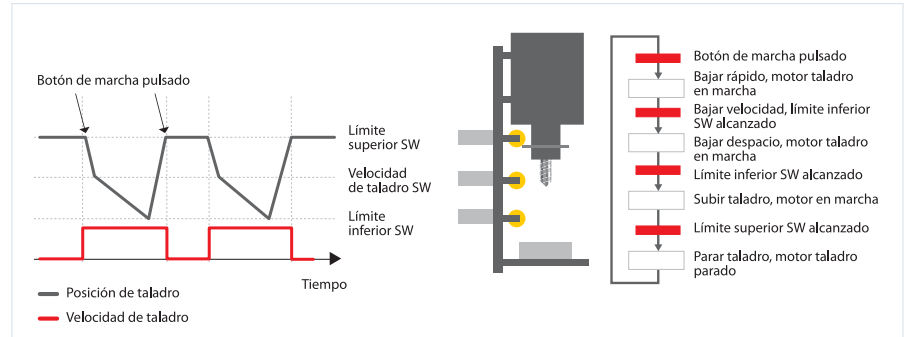 Botón de marcha pulsado
Límite
superior SW
Velocidad
de taladro SW
Límite
inferior SW
Tiempo
Posición de taladro
Velocidad de taladro
Botón de marcha pulsado
Bajar rápido, motor taladro
en marcha
Bajar velocidad, límite inferior
SW alcanzado
Bajar despacio, motor taladro
en marcha
Límite inferior SW alcanzado
Subir taladro, motor en marcha
Límite superior SW alcanzado
Parar taladro, motor taladro
parado